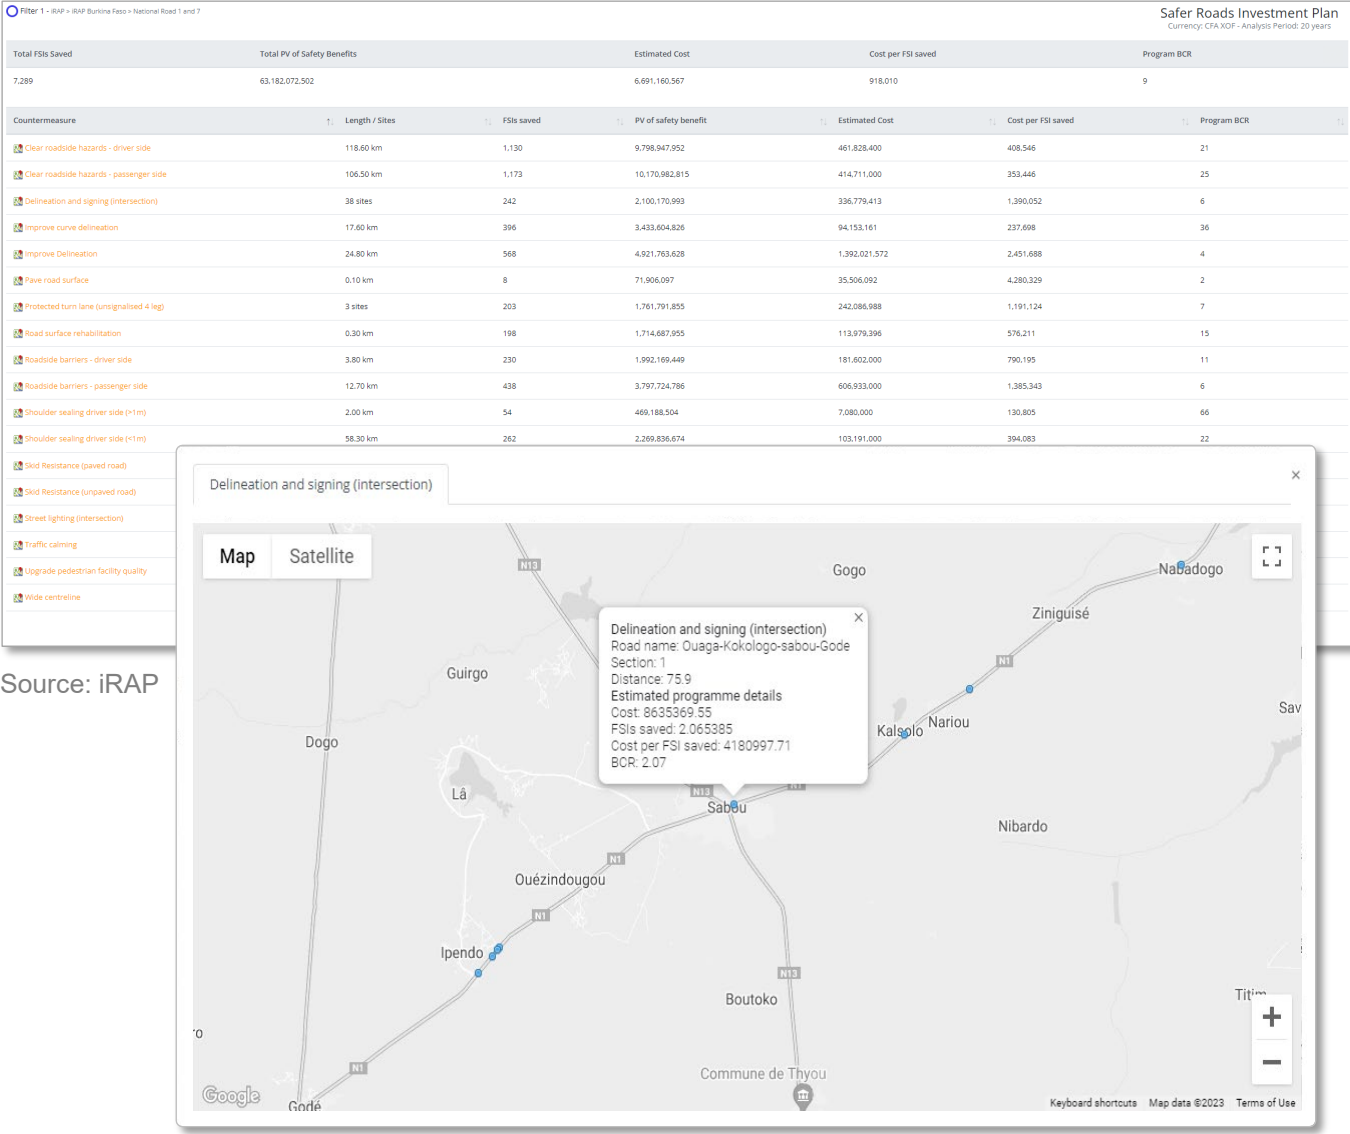 Filter 1 - iRAP > iRAP Burkina Faso > National Road 1 and 7
Safer Roads Investment Plan
Currency: CFA XOF - Analysis Period: 20 years
Total FSIs Saved Total PV of Safety Benefits Estimated Cost Cost per FSI saved Program BCR
7,289 63,182,072,502 6,691,160,567 918,010 9
Countermeasure Length / Sites FSIs saved PV of safety benefit Estimated Cost Cost per FSI saved Program BCR
Clear roadside hazards - driver side 118.60 km 1,130 9,798,947,952 461,828,400 408,546 21
Clear roadside hazards - passenger side 106.50 km 1,173 10,170,982,815 414,711,000 353,446 25
Delineation and signing (intersection) 38 sites 242 2,100,170,993 336,779,413 1,390,052 6
Improve curve delineation 17.60 km 396 3,433,604,826 94,153,161 237,698 36
Improve Delineation 24.80 km 568 4,921,763,628 1,392,021,572 2,451,688 4
Pave road surface 0.10 km 8 71,906,097 35,506,092 4,280,329 2
Protected turn lane (unsignalised 4 leg) 3 sites 203 1,761,791,855 242,086,988 1,191,124 7
Road surface rehabilitation 0.30 km 198 1,714,687,955 113,979,396 576,211 15
Roadside barriers - driver side 3.80 km 230 1,992,169,449 181,602,000 790,195 11
Roadside barriers - passenger side 12.70 km 438 3,797,724,786 606,933,000 1,385,343 6
Shoulder sealing driver side (>1m) 2.00 km 54 469,188,504 7,080,000 130,805 66
Shoulder sealing driver side (<1m) 58.30 km 262 2,269,836,674 103,191,000 394,083 22
Skid Resistance (paved road)
Skid Resistance (unpaved road)
Street lighting (intersection)
Traffic calming
Upgrade pedestrian facility quality
Wide centreline
Source: iRAP
Delineation and signing (intersection) ×
Map Satellite
N13
Gogo
Nabadogo
Ziniguisé
Delineation and signing (intersection) ×
Road name: Ouaga-Kokologo-sabou-Gode
Section: 1
Distance: 75.9
Estimated programme details
Cost: 8635369.55
FSIs saved: 2.065385
Cost per FSI saved: 4180997.71
BCR: 2.07
N1
Guirgo
Sav
Nariou
Kalsolo
Dogo
Lâ
N13
N1
Sabou
Nibardo
N1
Ouézindougou
N1
Ipendo
N13
Boutoko
Titim
+
ro
−
N1
Commune de Thyou
Google
Godé
Keyboard shortcuts Map data ©2023 Terms of Use